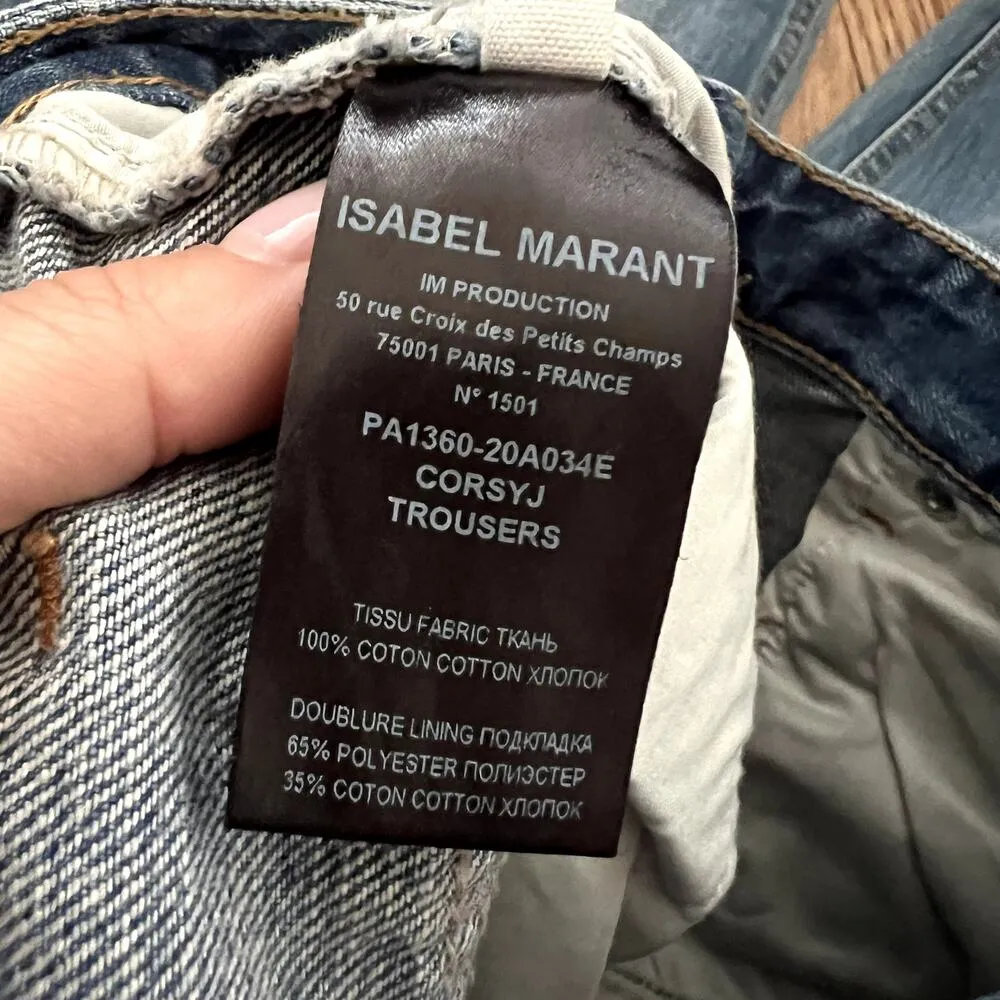 ISABEL MARANT
IM PRODUCTION
50 rue Croix des Petits Champs
75001 PARIS - FRANCE
N° 1501
PA1360-20A034E
CORSYJ
TROUSERS
TISSU FABRIC ТКАНЬ
100% COTON COTTON ХЛОПОК
DOUBLURE LINING ПОДКЛАДКА
65% POLYESTER ПОЛИЭСТЕР
35% COTON COTTON ХЛОПОК